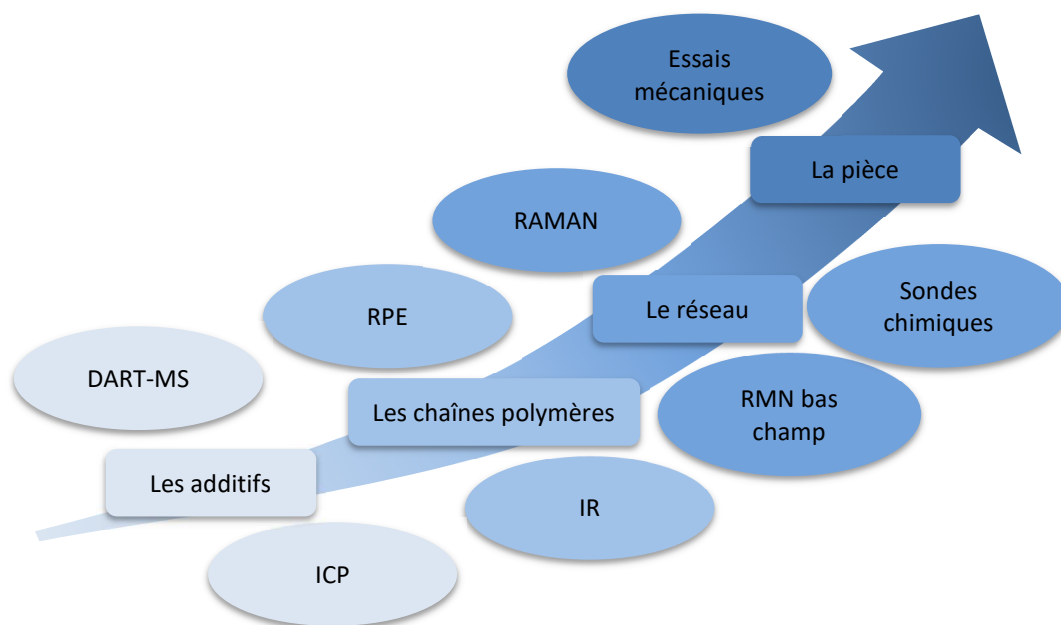 Essais
mécaniques
La pièce
RAMAN
Le réseau
Sondes
chimiques
RPE
DART-MS
Les chaînes polymères
RMN bas
champ
Les additifs
IR
ICP